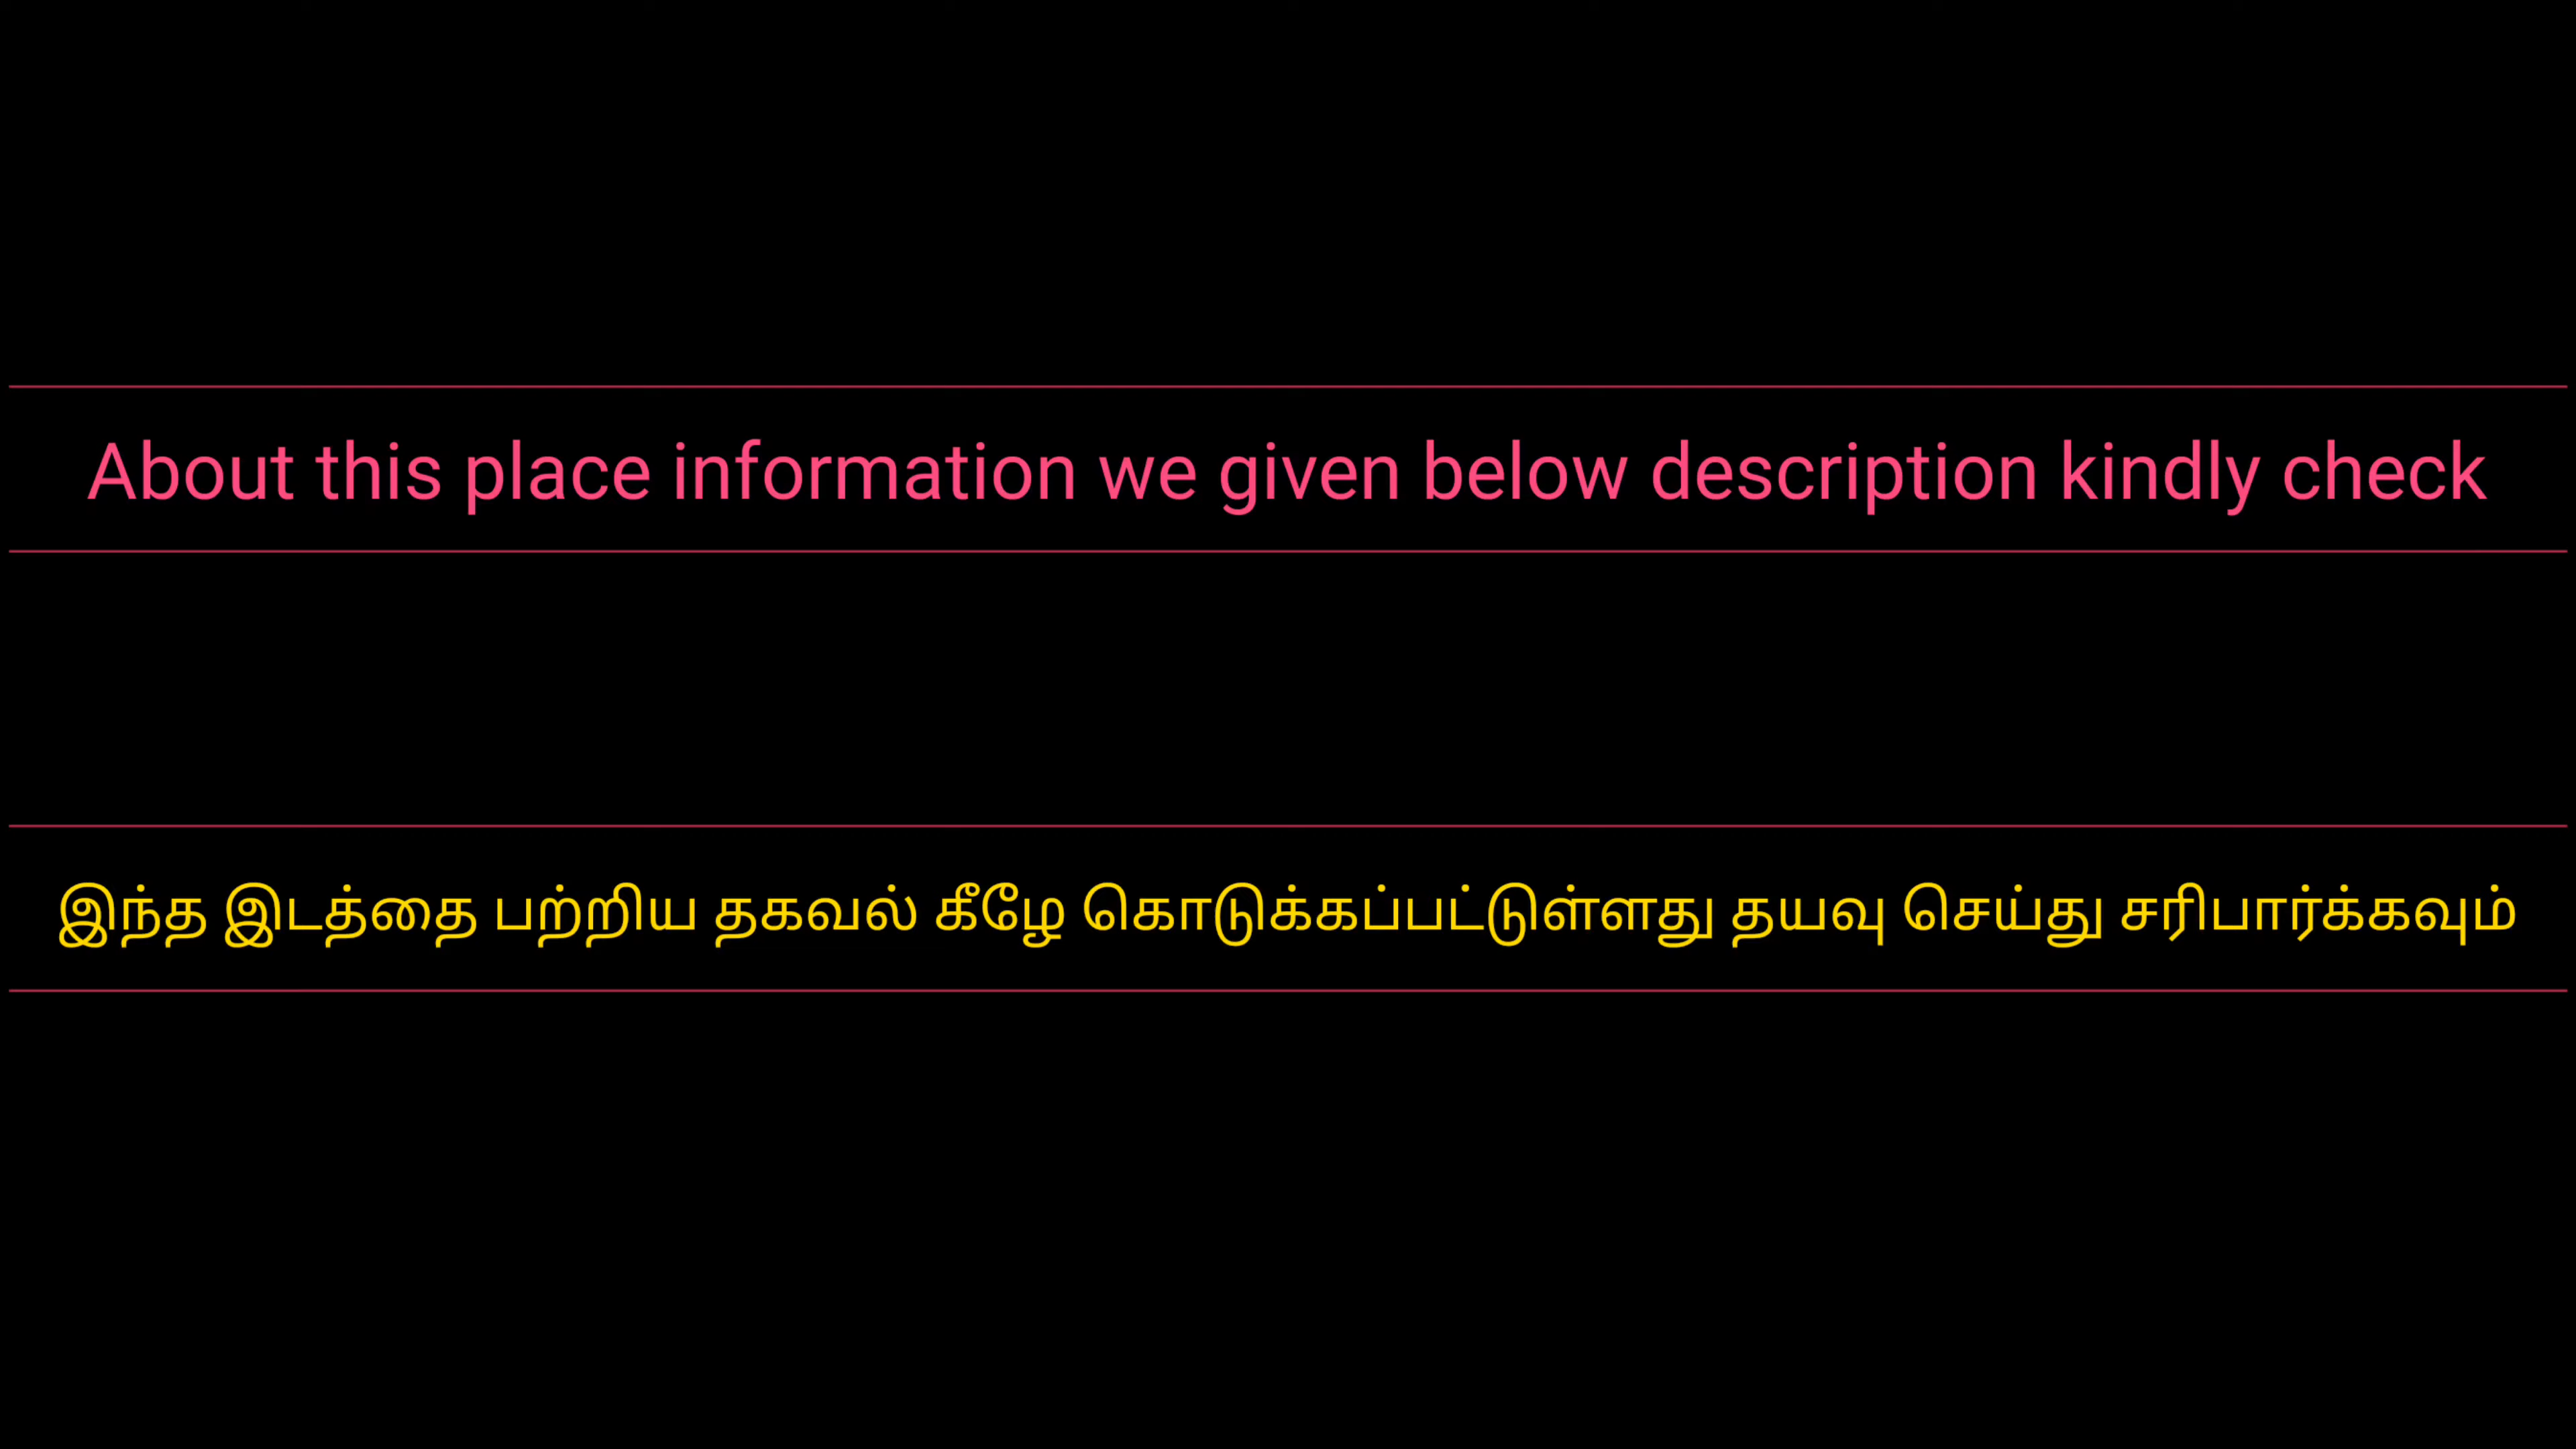 About this place information we given below description kindly check
இந்த இடத்தை பற்றிய தகவல் கீழே கொடுக்கப்பட்டுள்ளது தயவு செய்து சரிபார்க்கவும்